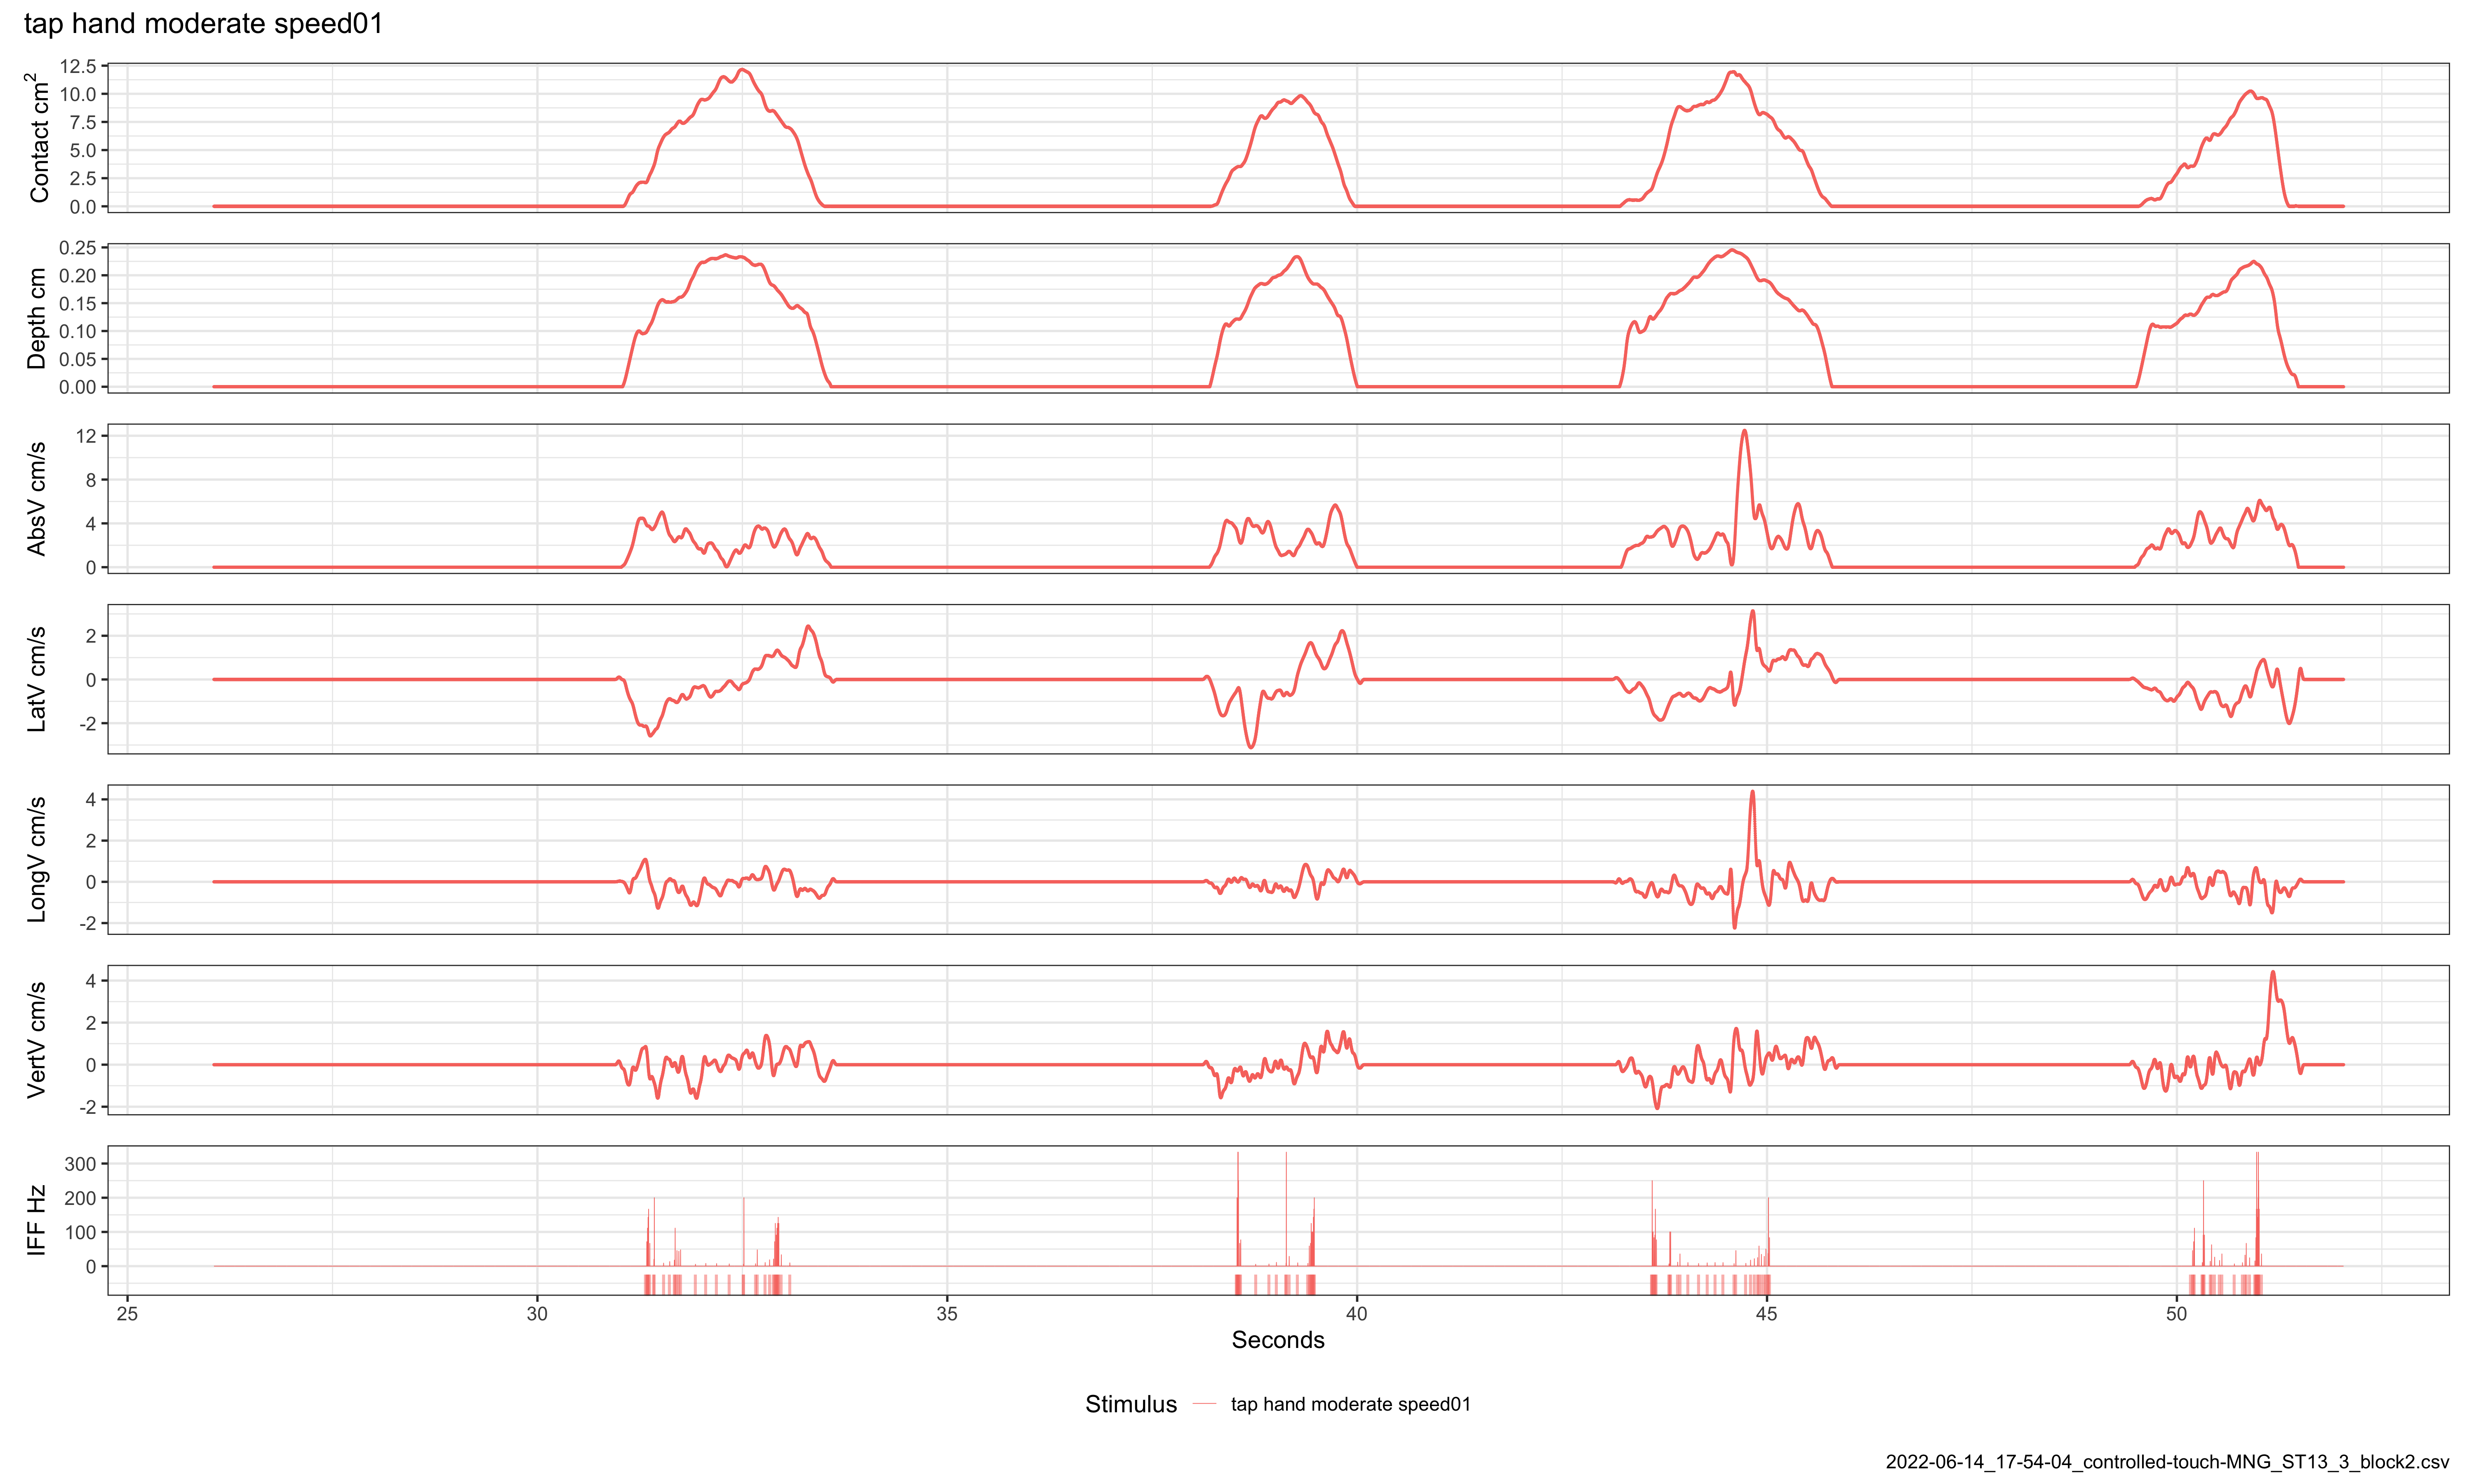 tap hand moderate speed01
Contact cm²
12.5
10.0
7.5
5.0
2.5
0.0
Depth cm
0.25
0.20
0.15
0.10
0.05
0.00
AbsV cm/s
12
8
4
0
LatV cm/s
2
0
-2
LongV cm/s
4
2
0
-2
VertV cm/s
4
2
0
-2
IFF Hz
300
200
100
0
25 30 35 40 45 50
Seconds
Stimulus tap hand moderate speed01
2022-06-14_17-54-04_controlled-touch-MNG_ST13_3_block2.csv